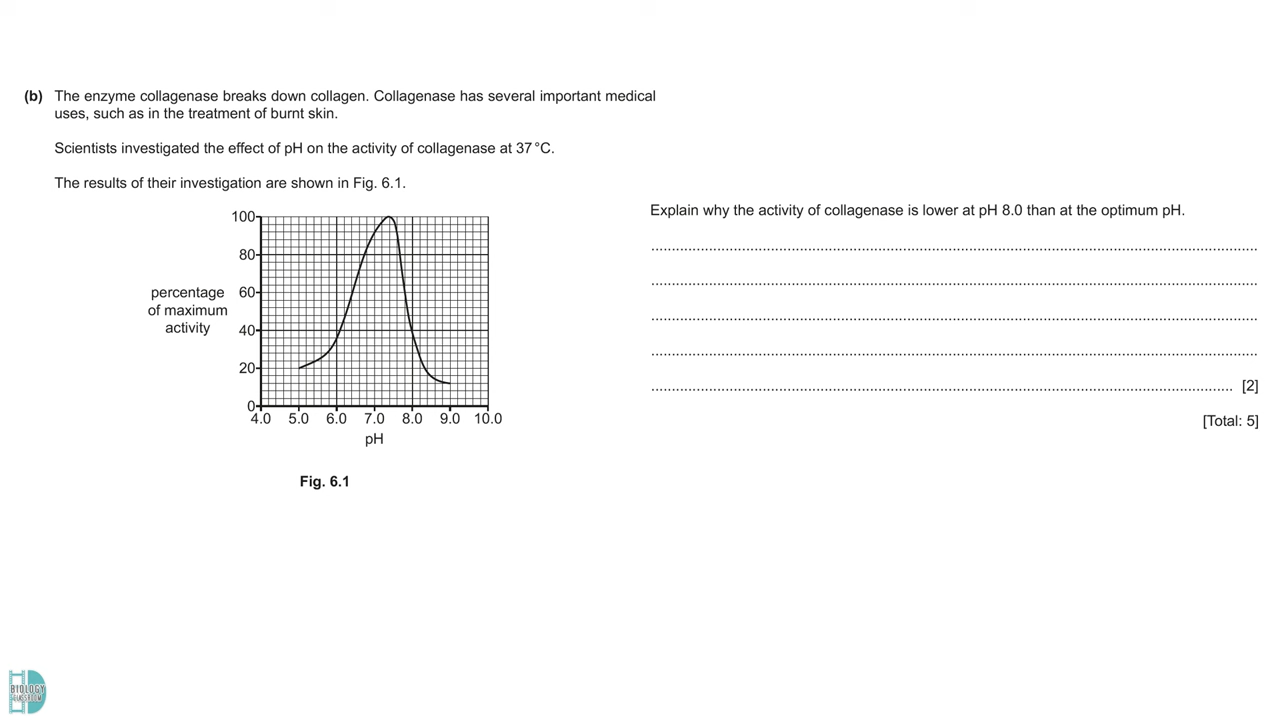 (b) The enzyme collagenase breaks down collagen. Collagenase has several important medical
uses, such as in the treatment of burnt skin.
Scientists investigated the effect of pH on the activity of collagenase at 37 °C.
The results of their investigation are shown in Fig. 6.1.
100
80
percentage
of maximum
activity
60
40
20
0
4.0 5.0 6.0 7.0 8.0 9.0 10.0
pH
Fig. 6.1
Explain why the activity of collagenase is lower at pH 8.0 than at the optimum pH.
..........................................................................................
..........................................................................................
..........................................................................................
..........................................................................................
.......................................................................................... [2]
[Total: 5]
BIOLOGY
CLASSROOM